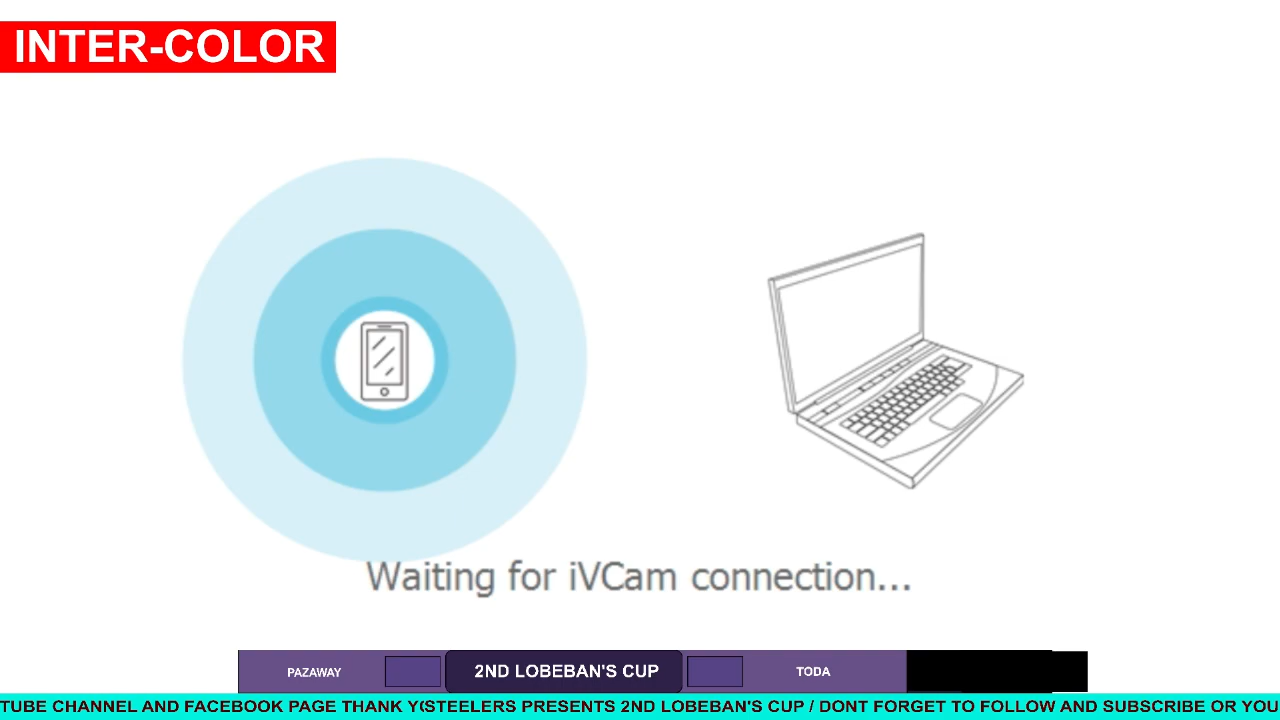 INTER-COLOR
Waiting for iVCam connection...
PAZAWAY 2ND LOBEBAN'S CUP TODA
TUBE CHANNEL AND FACEBOOK PAGE THANK Y(STEELERS PRESENTS 2ND LOBEBAN'S CUP / DONT FORGET TO FOLLOW AND SUBSCRIBE OR YOU